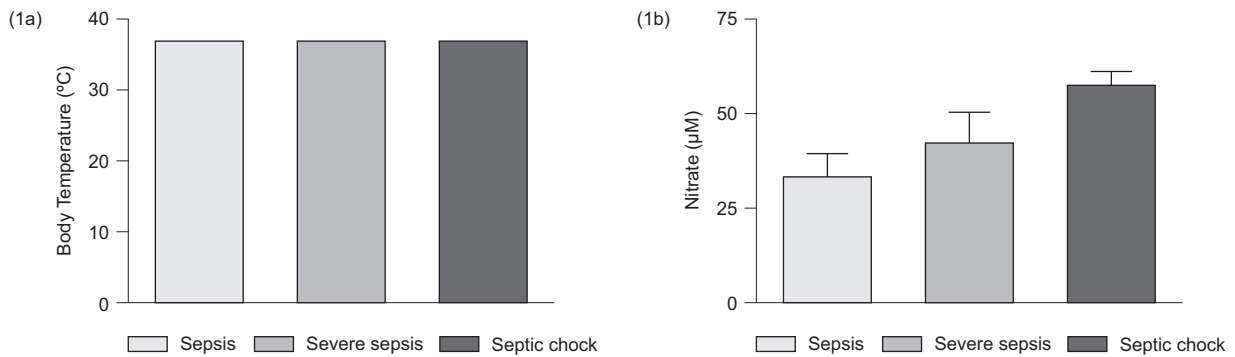 (1a)
40
30
20
10
0
Body Temperature (ºC)
Sepsis
Severe sepsis
Septic chock
(1b)
75
50
25
0
Nitrate (µM)
Sepsis
Severe sepsis
Septic chock